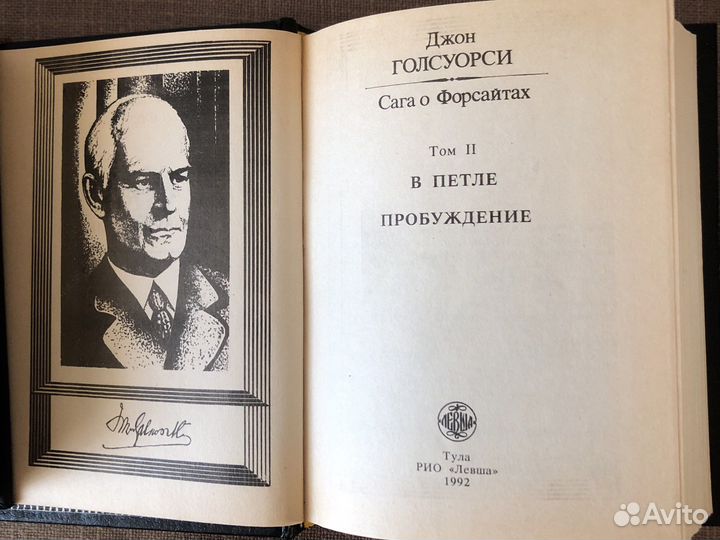 Джон
ГОЛСУОРСИ
Сага о Форсайтах
Том II
В ПЕТЛЕ
ПРОБУЖДЕНИЕ
ЛЕВША
Тула
РИО «Левша»
1992
Avito